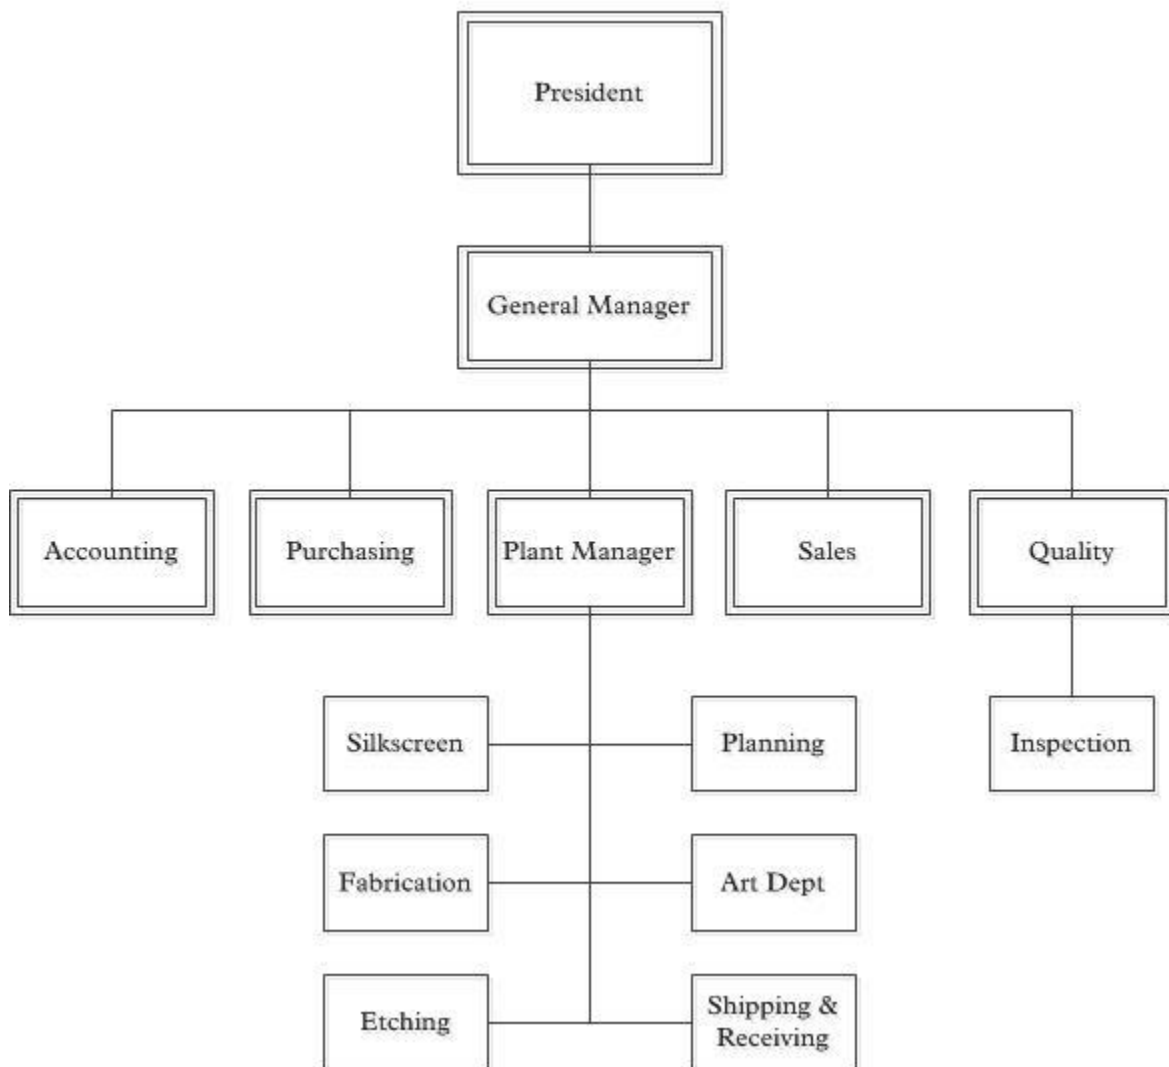 President
General Manager
Accounting
Purchasing
Plant Manager
Sales
Quality
Silkscreen
Planning
Inspection
Fabrication
Art Dept
Etching
Shipping &
Receiving